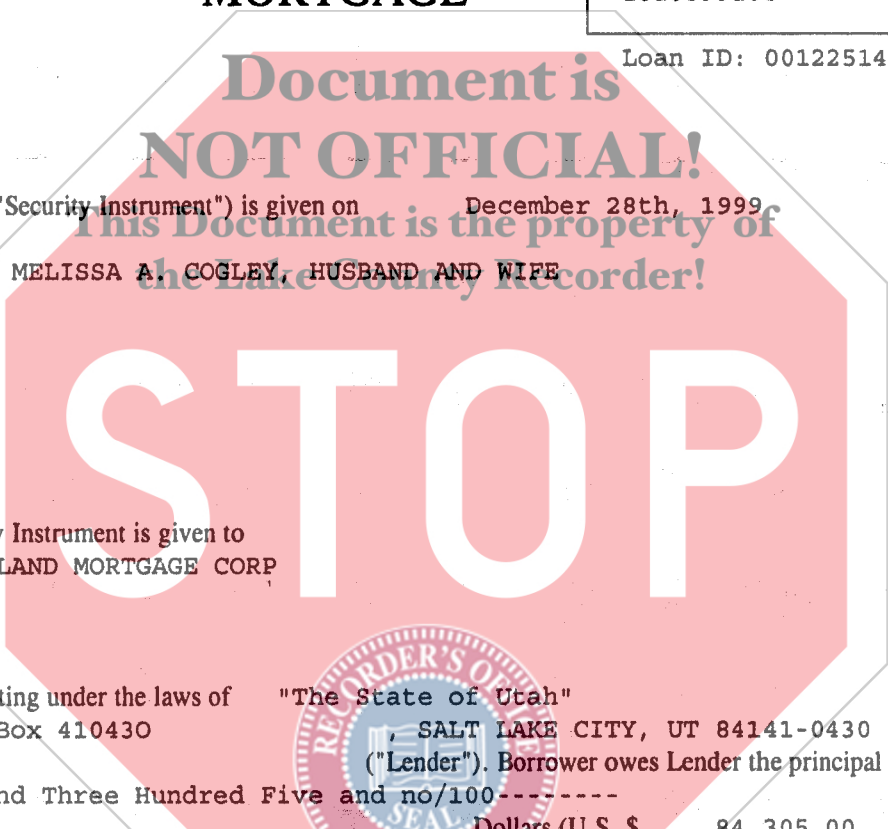 MORTGAGE
Loan ID: 00122514
Document is
NOT OFFICIAL!
"Security Instrument") is given on December 28th, 1999
This Document is the property of
MELISSA A. COGLEY, HUSBAND AND WIFE
the Lake County Recorder!
STOP
Instrument is given to
LAND MORTGAGE CORP
ting under the laws of "The State of Utah"
Box 410430 , SALT LAKE CITY, UT 84141-0430
("Lender"). Borrower owes Lender the principal
nd Three Hundred Five and no/100--------
RECORDER'S OFFICE
SEAL
Dollars (U.S. $ 84,305.00